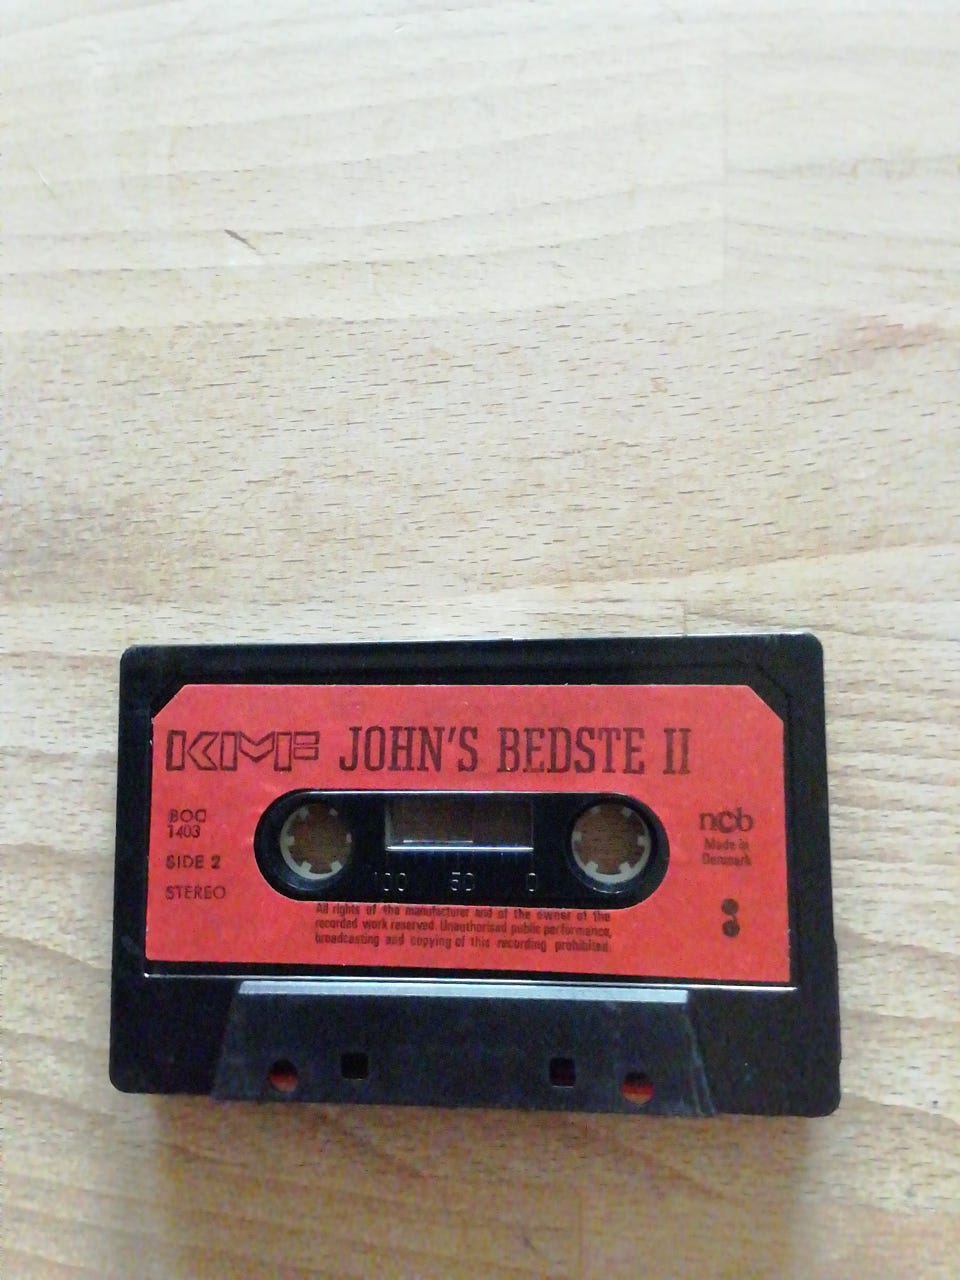 KMF JOHN'S BEDSTE II
BOC
1403
SIDE 2
STEREO
ncb
Made in
Denmark
100 50 0
All rights of the manufacturer and of the owner of the
recorded work reserved. Unauthorised public performance,
broadcasting and copying of this recording prohibited.